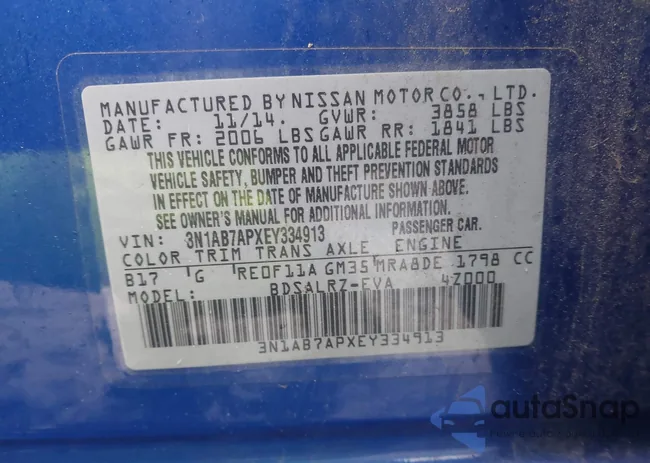 MANUFACTURED BY NISSAN MOTOR CO., LTD.
DATE: 11/14. GVWR: 3858 LBS
GAWR FR: 2006 LBS GAWR RR: 1841 LBS
THIS VEHICLE CONFORMS TO ALL APPLICABLE FEDERAL MOTOR
VEHICLE SAFETY, BUMPER AND THEFT PREVENTION STANDARDS
IN EFFECT ON THE DATE OF MANUFACTURE SHOWN ABOVE.
SEE OWNER'S MANUAL FOR ADDITIONAL INFORMATION.
VIN: 3N1AB7APXEY334913 PASSENGER CAR.
COLOR TRIM TRANS AXLE ENGINE
B17 G RE0F11A GM35 MRA8DE 1798 CC
MODEL: BDSALRZ-EVA 4Z000
3N1AB7APXEY334913
autoSnap